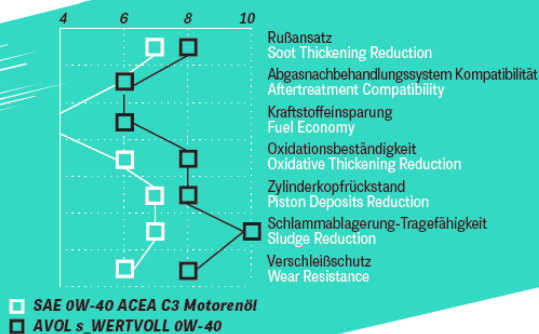 4 6 8 10
Rußansatz
Soot Thickening Reduction
Abgasnachbehandlungssystem Kompatibilität
Aftertreatment Compatibility
Kraftstoffeinsparung
Fuel Economy
Oxidationsbeständigkeit
Oxidative Thickening Reduction
Zylinderkopfrückstand
Piston Deposits Reduction
Schlammablagerung-Tragefähigkeit
Sludge Reduction
Verschleißschutz
Wear Resistance
SAE 0W-40 ACEA C3 Motorenöl
AVOL s_WERTVOLL 0W-40